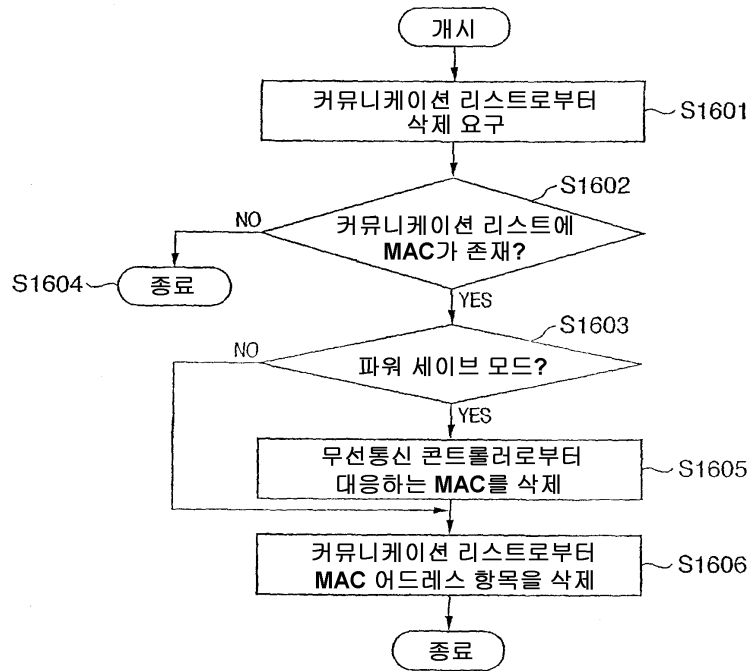 개시
커뮤니케이션 리스트로부터
삭제 요구
S1601
S1602
커뮤니케이션 리스트에
MAC가 존재?
NO
S1604
종료
YES
S1603
파워 세이브 모드?
NO
YES
무선통신 콘트롤러로부터
대응하는 MAC를 삭제
S1605
커뮤니케이션 리스트로부터
MAC 어드레스 항목을 삭제
S1606
종료